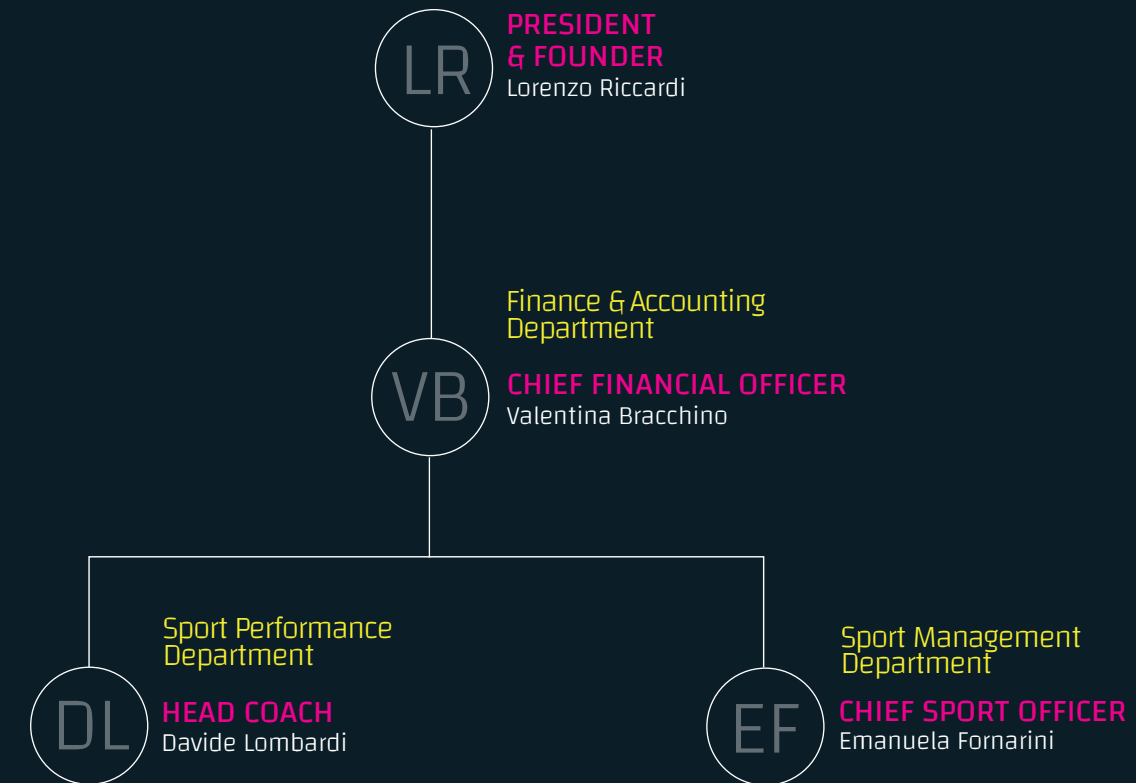 LR
PRESIDENT
& FOUNDER
Lorenzo Riccardi
Finance & Accounting
Department
VB
CHIEF FINANCIAL OFFICER
Valentina Bracchino
Sport Performance
Department
DL
HEAD COACH
Davide Lombardi
Sport Management
Department
EF
CHIEF SPORT OFFICER
Emanuela Fornarini